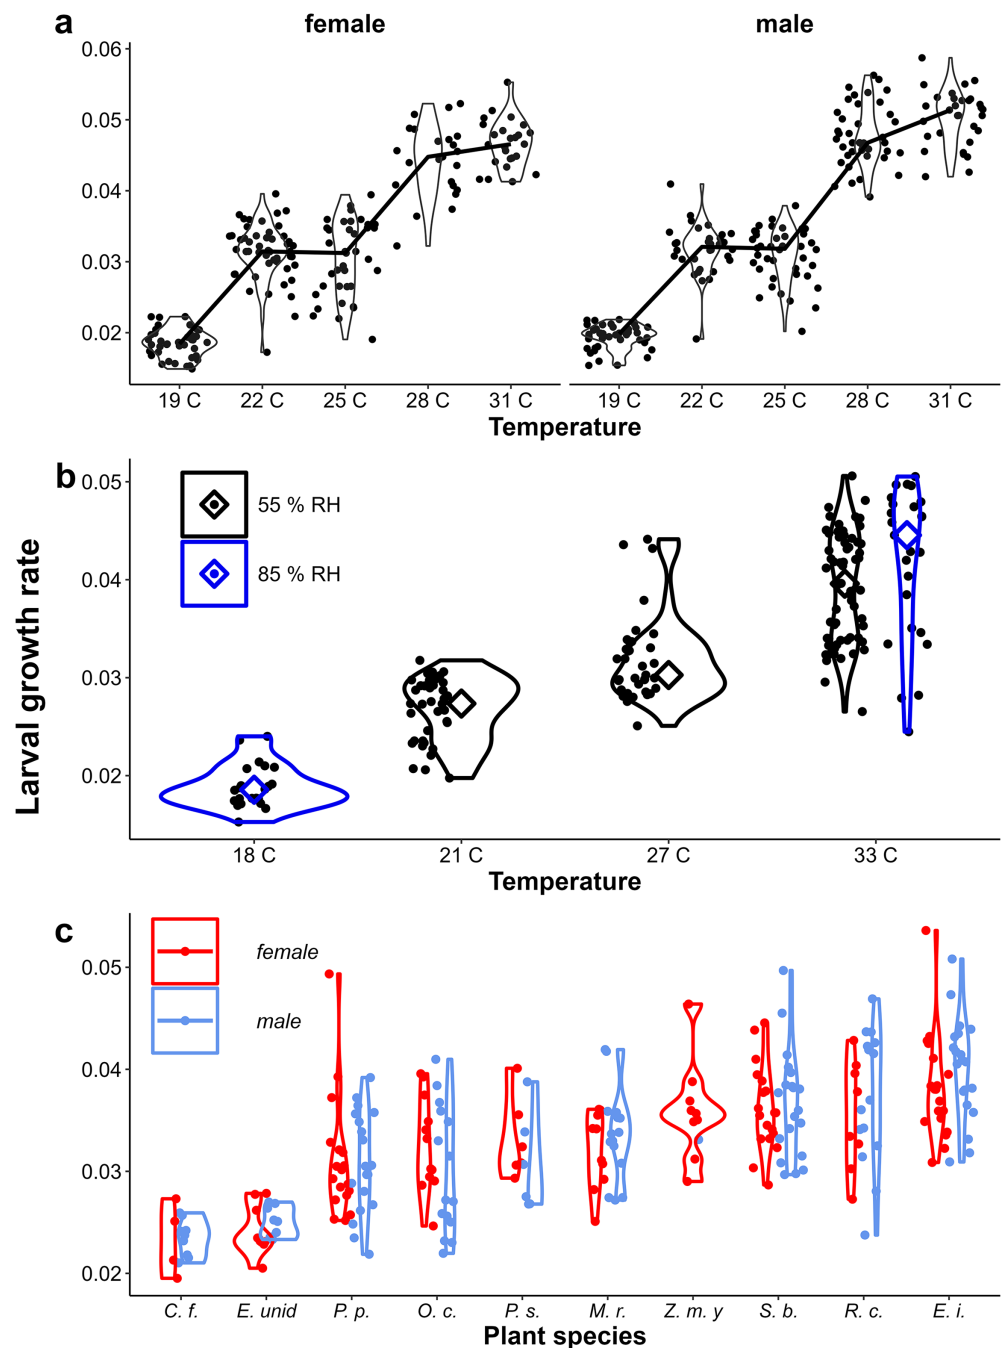 a
female
male
0.06
0.05
0.04
0.03
0.02
19 C 22 C 25 C 28 C 31 C
19 C 22 C 25 C 28 C 31 C
Temperature
Larval growth rate
b
0.05
0.04
0.03
0.02
55 % RH
85 % RH
18 C 21 C 27 C 33 C
Temperature
c
0.05
0.04
0.03
0.02
female
male
C. f. E. unid P. p. O. c. P. s. M. r. Z. m. y S. b. R. c. E. i.
Plant species